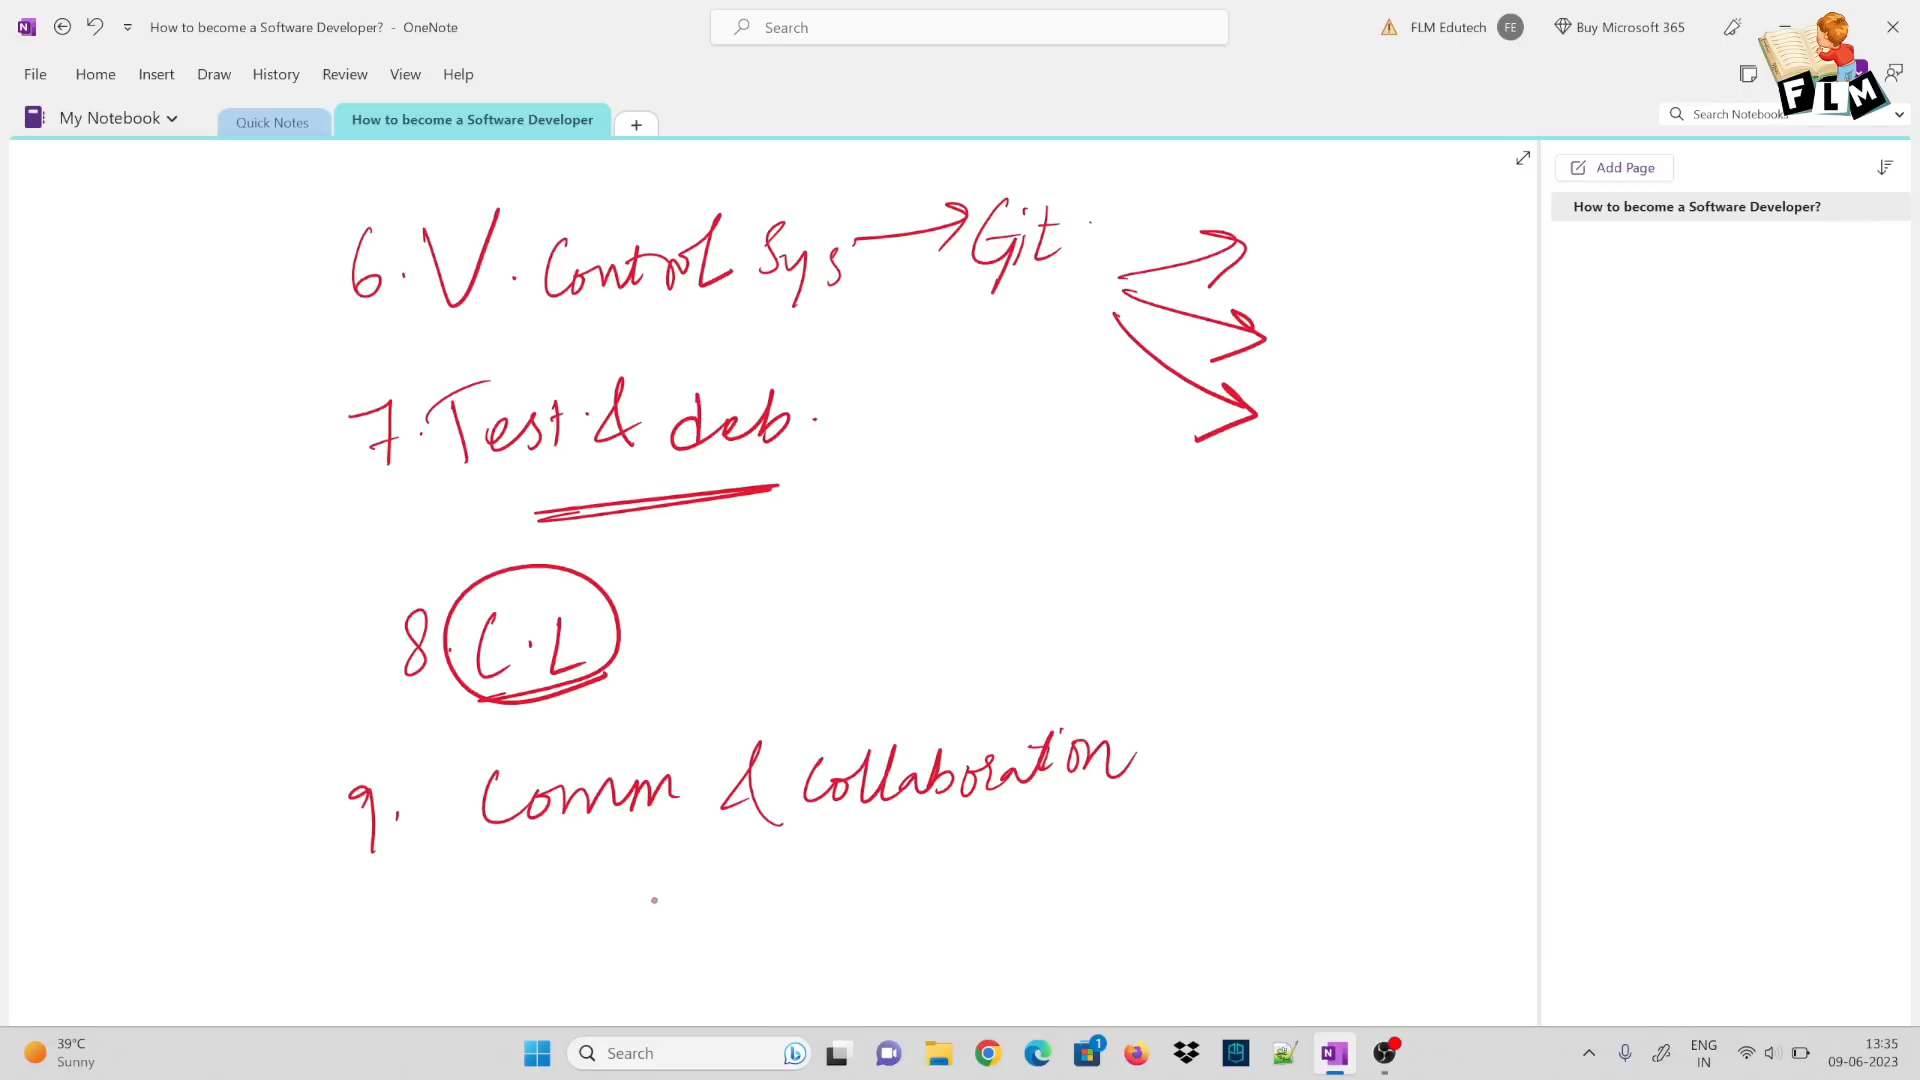 How to become a Software Developer? - OneNote
Search
FLM Edutech FE Buy Microsoft 365
File Home Insert Draw History Review View Help
FLM
My Notebook Quick Notes How to become a Software Developer + Search Notebooks
Add Page
How to become a Software Developer?
6. V. Control Sys → Git
7. Test & deb.
8. C. L
9. Comm & Collaboration
39°C
Sunny
Search
1
ENG
IN
13:35
09-06-2023